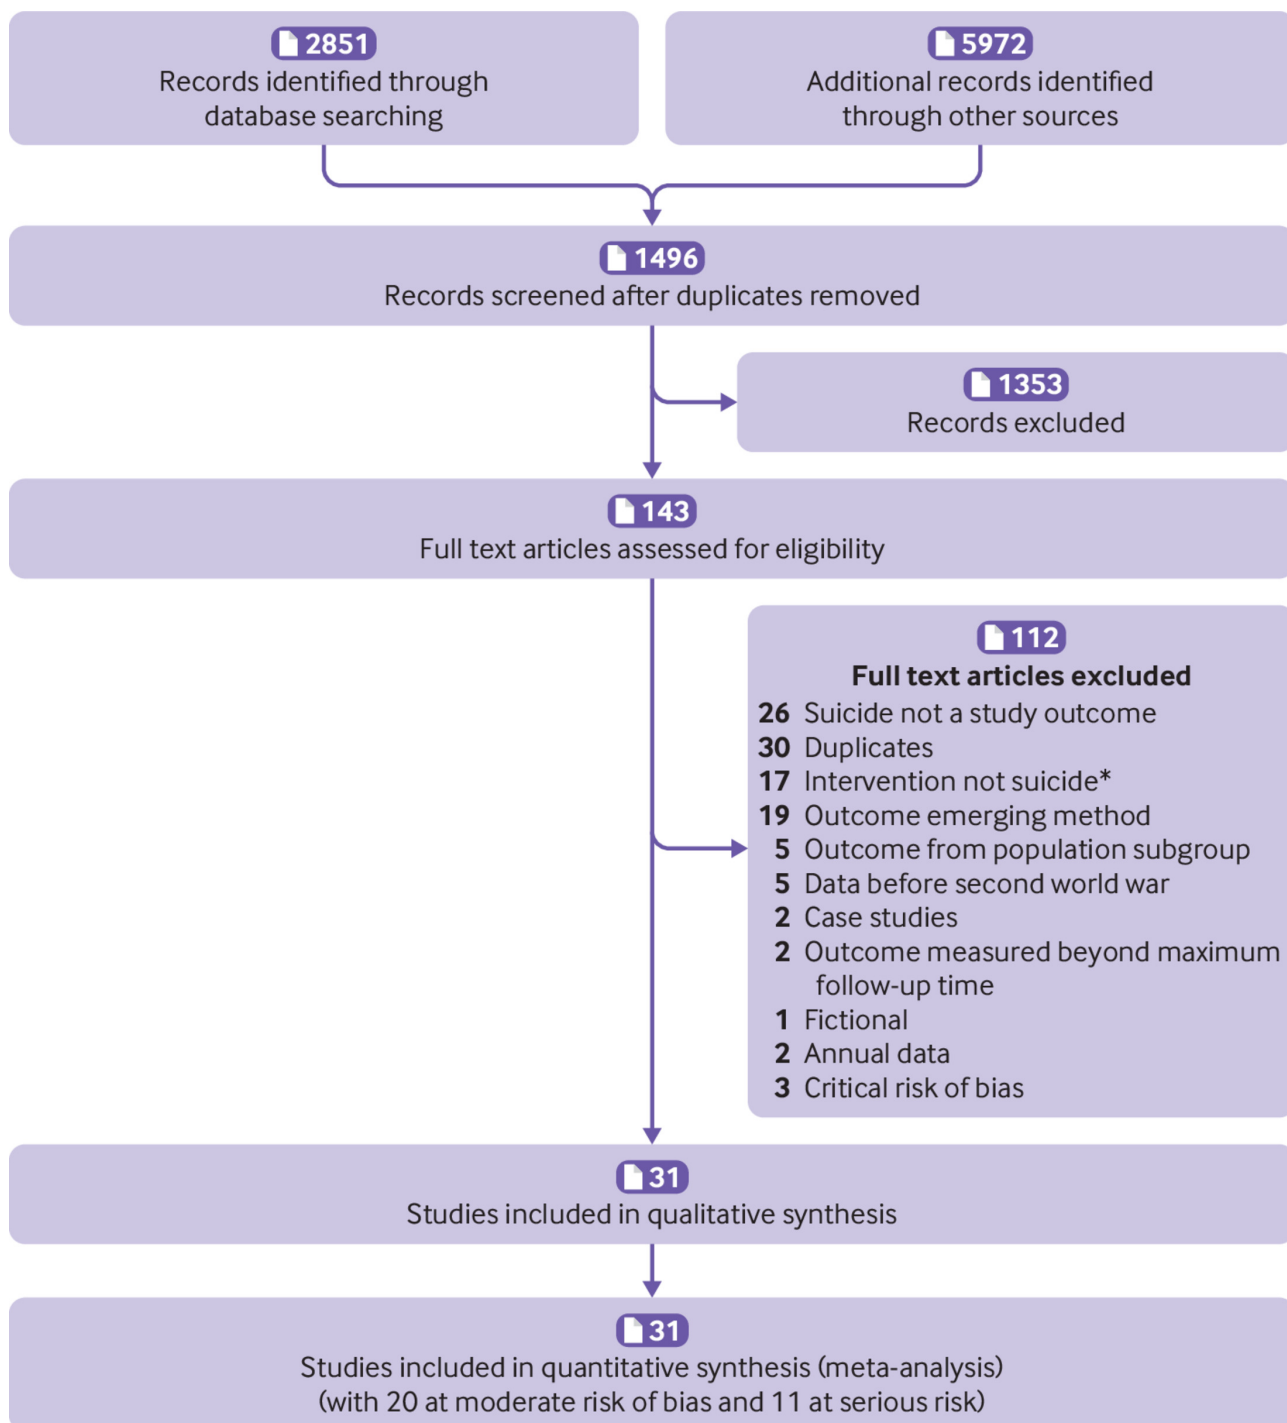 2851
Records identified through
database searching
5972
Additional records identified
through other sources
1496
Records screened after duplicates removed
1353
Records excluded
143
Full text articles assessed for eligibility
112
Full text articles excluded
26 Suicide not a study outcome
30 Duplicates
17 Intervention not suicide*
19 Outcome emerging method
5 Outcome from population subgroup
5 Data before second world war
2 Case studies
2 Outcome measured beyond maximum
follow-up time
1 Fictional
2 Annual data
3 Critical risk of bias
31
Studies included in qualitative synthesis
31
Studies included in quantitative synthesis (meta-analysis)
(with 20 at moderate risk of bias and 11 at serious risk)